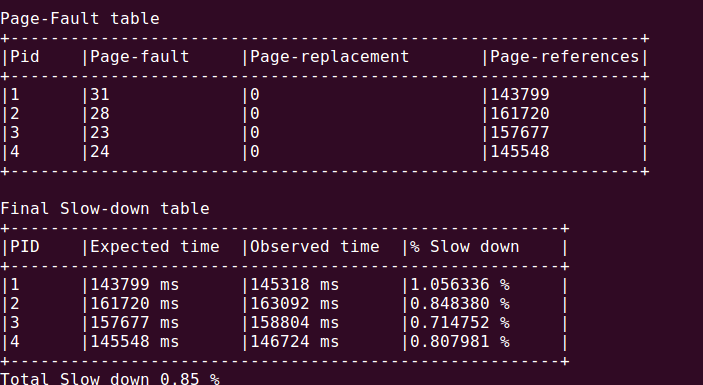 Page-Fault table
+---------------------------------------------------------------+
|Pid    |Page-fault     |Page-replacement       |Page-references|
+---------------------------------------------------------------+
|1      |31             |0                      |143799         |
|2      |28             |0                      |161720         |
|3      |23             |0                      |157677         |
|4      |24             |0                      |145548         |
+---------------------------------------------------------------+
Final Slow-down table
+-------------------------------------------------------+
|PID    |Expected time  |Observed time  |% Slow down    |
+-------------------------------------------------------+
|1      |143799 ms      |145318 ms      |1.056336 %     |
|2      |161720 ms      |163092 ms      |0.848380 %     |
|3      |157677 ms      |158804 ms      |0.714752 %     |
|4      |145548 ms      |146724 ms      |0.807981 %     |
+-------------------------------------------------------+
Total Slow down 0.85 %